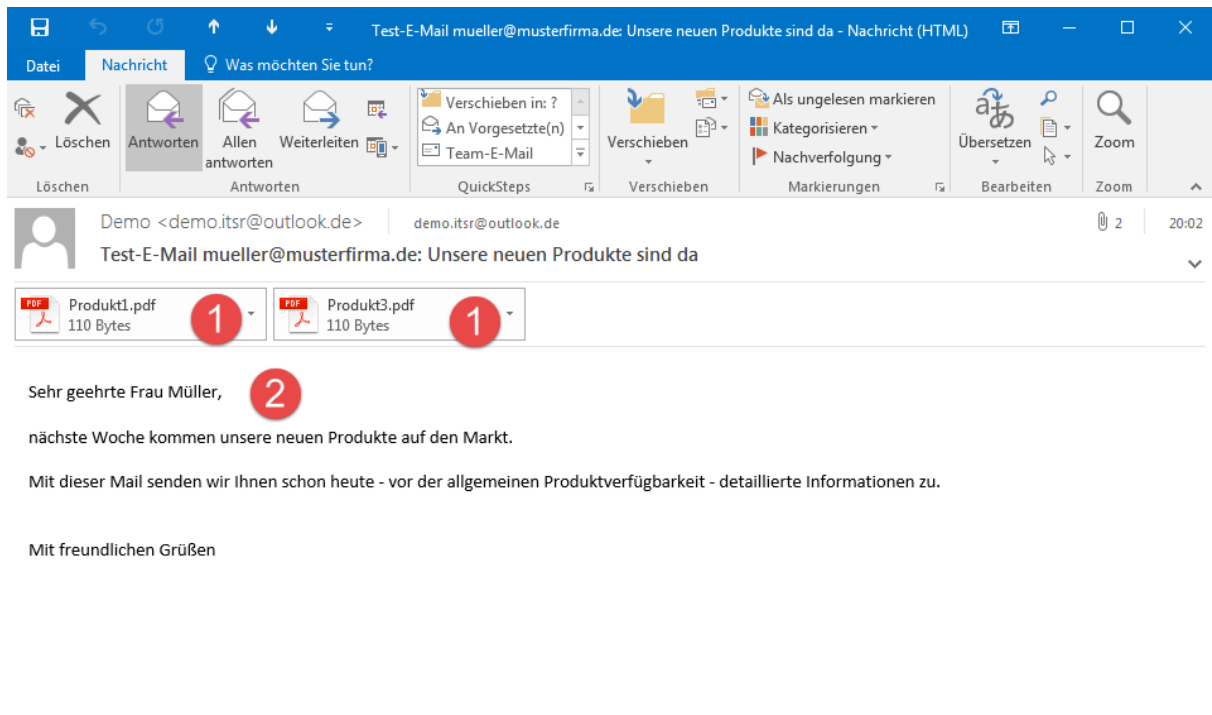 Test-E-Mail mueller@musterfirma.de: Unsere neuen Produkte sind da - Nachricht (HTML)
Datei Nachricht Was möchten Sie tun?
Löschen
Antworten
Allen antworten
Weiterleiten
Verschieben in: ?
An Vorgesetzte(n)
Team-E-Mail
Verschieben
Als ungelesen markieren
Kategorisieren
Nachverfolgung
Übersetzen
Zoom
Löschen Antworten QuickSteps Verschieben Markierungen Bearbeiten Zoom
Demo <demo.itsr@outlook.de> demo.itsr@outlook.de 2 20:02
Test-E-Mail mueller@musterfirma.de: Unsere neuen Produkte sind da
PDF Produkt1.pdf
110 Bytes
1
PDF Produkt3.pdf
110 Bytes
1
Sehr geehrte Frau Müller,
2
nächste Woche kommen unsere neuen Produkte auf den Markt.
Mit dieser Mail senden wir Ihnen schon heute - vor der allgemeinen Produktverfügbarkeit - detaillierte Informationen zu.
Mit freundlichen Grüßen